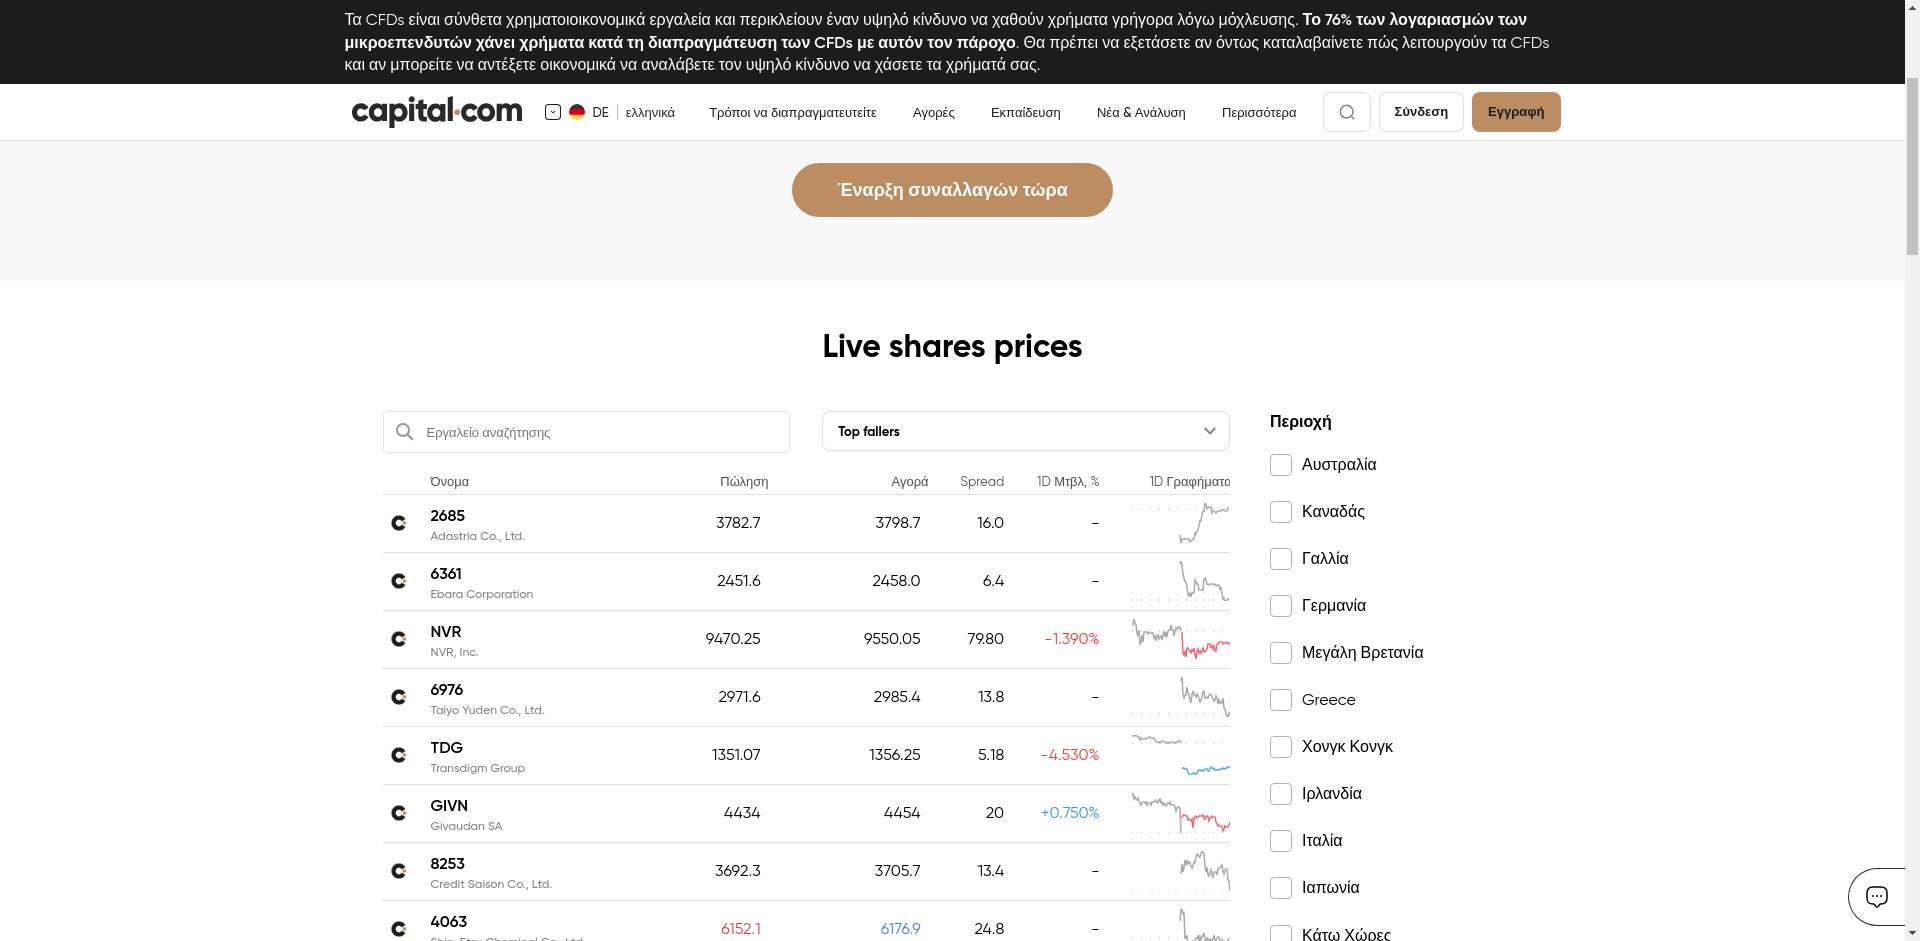 Τα CFDs είναι σύνθετα χρηματοιοικονομικά εργαλεία και περικλείουν έναν υψηλό κίνδυνο να χαθούν χρήματα γρήγορα λόγω μόχλευσης. Το 76% των λογαριασμών των
μικροεπενδυτών χάνει χρήματα κατά τη διαπραγμάτευση των CFDs με αυτόν τον πάροχο. Θα πρέπει να εξετάσετε αν όντως καταλαβαίνετε πώς λειτουργούν τα CFDs
και αν μπορείτε να αντέξετε οικονομικά να αναλάβετε τον υψηλό κίνδυνο να χάσετε τα χρήματά σας.
capital.com DE ελληνικά Τρόποι να διαπραγματευτείτε Αγορές Εκπαίδευση Νέα & Ανάλυση Περισσότερα Σύνδεση Εγγραφή
Έναρξη συναλλαγών τώρα
Live shares prices
Εργαλείο αναζήτησης Top fallers
Όνομα Πώληση Αγορά Spread 1D Μτβλ, % 1D Γραφήματα
2685 3782.7 3798.7 16.0 -
Adastria Co., Ltd.
6361 2451.6 2458.0 6.4 -
Ebara Corporation
NVR 9470.25 9550.05 79.80 -1.390%
NVR, Inc.
6976 2971.6 2985.4 13.8 -
Taiyo Yuden Co., Ltd.
TDG 1351.07 1356.25 5.18 -4.530%
Transdigm Group
GIVN 4434 4454 20 +0.750%
Givaudan SA
8253 3692.3 3705.7 13.4 -
Credit Saison Co., Ltd.
4063 6152.1 6176.9 24.8 -
Περιοχή
Αυστραλία
Καναδάς
Γαλλία
Γερμανία
Μεγάλη Βρετανία
Greece
Χονγκ Κονγκ
Ιρλανδία
Ιταλία
Ιαπωνία
Κάτω Χώρες